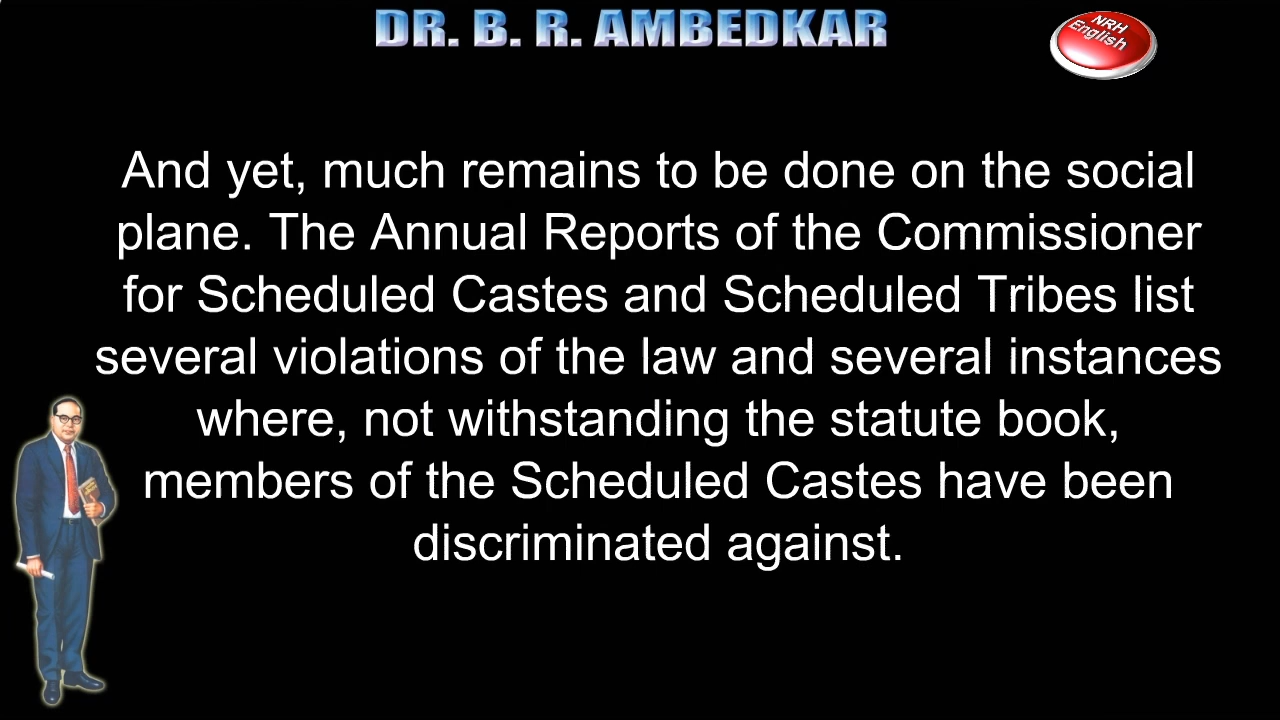 DR. B. R. AMBEDKAR
NRH
English
And yet, much remains to be done on the social
plane. The Annual Reports of the Commissioner
for Scheduled Castes and Scheduled Tribes list
several violations of the law and several instances
where, not withstanding the statute book,
members of the Scheduled Castes have been
discriminated against.